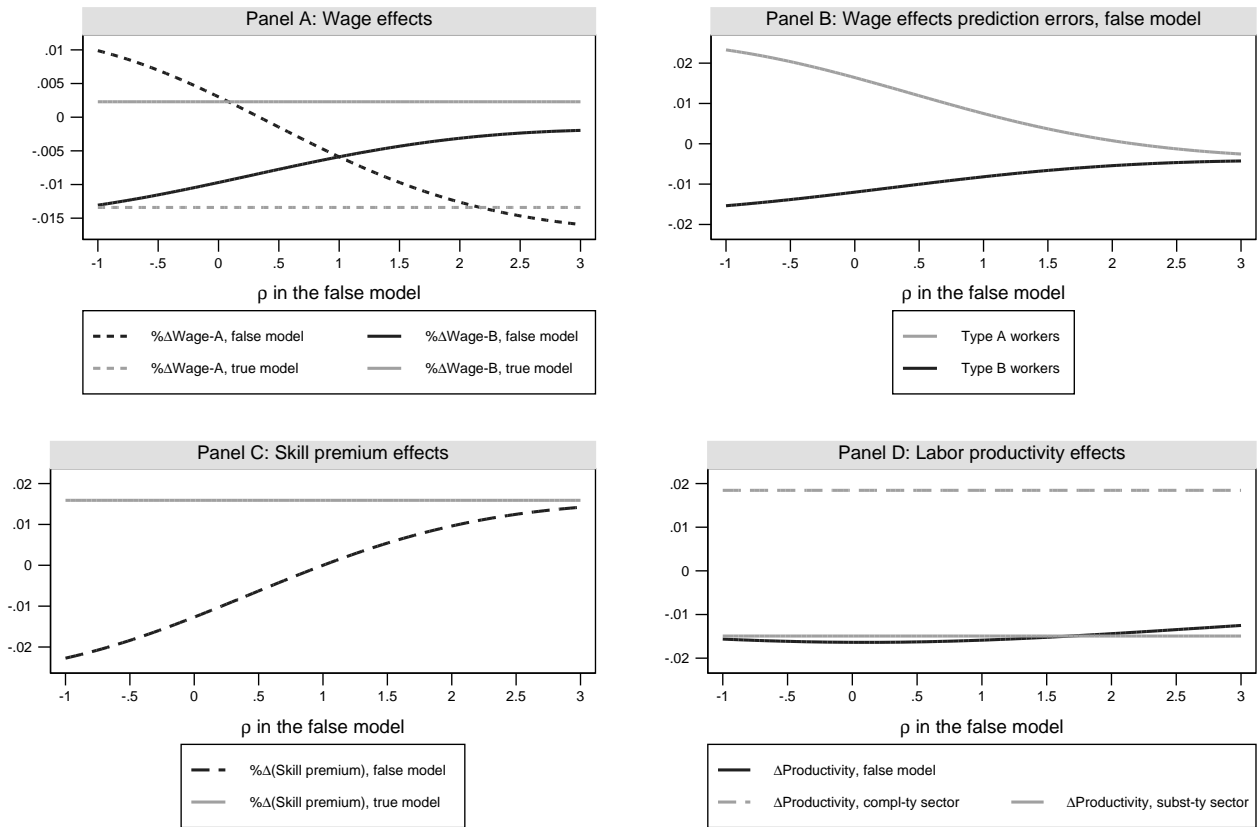 Panel A: Wage effects
.01
.005
0
-.005
-.01
-.015
-1 -.5 0 .5 1 1.5 2 2.5 3
ρ in the false model
%ΔWage-A, false model %ΔWage-B, false model
%ΔWage-A, true model %ΔWage-B, true model
Panel B: Wage effects prediction errors, false model
.02
.01
0
-.01
-.02
-1 -.5 0 .5 1 1.5 2 2.5 3
ρ in the false model
Type A workers
Type B workers
Panel C: Skill premium effects
.02
.01
0
-.01
-.02
-1 -.5 0 .5 1 1.5 2 2.5 3
ρ in the false model
%Δ(Skill premium), false model
%Δ(Skill premium), true model
Panel D: Labor productivity effects
.02
.01
0
-.01
-.02
-1 -.5 0 .5 1 1.5 2 2.5 3
ρ in the false model
ΔProductivity, false model
ΔProductivity, compl-ty sector ΔProductivity, subst-ty sector